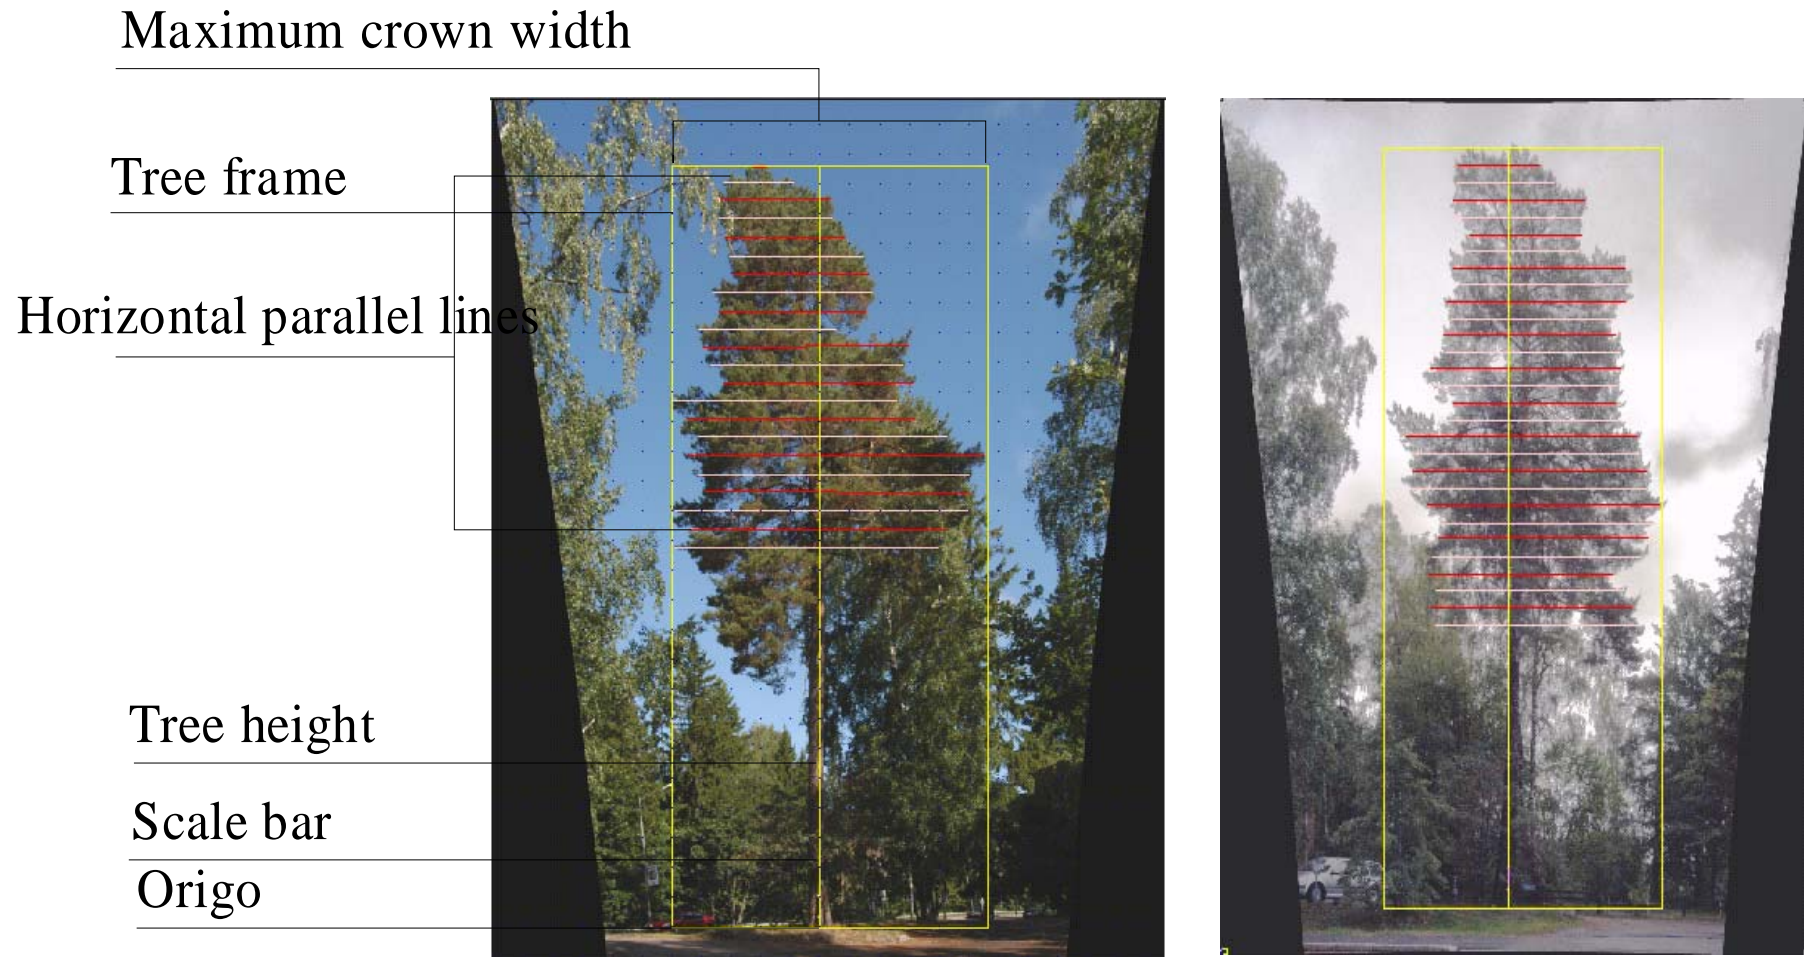 Maximum crown width
Tree frame
Horizontal parallel lines
Tree height
Scale bar
Origo